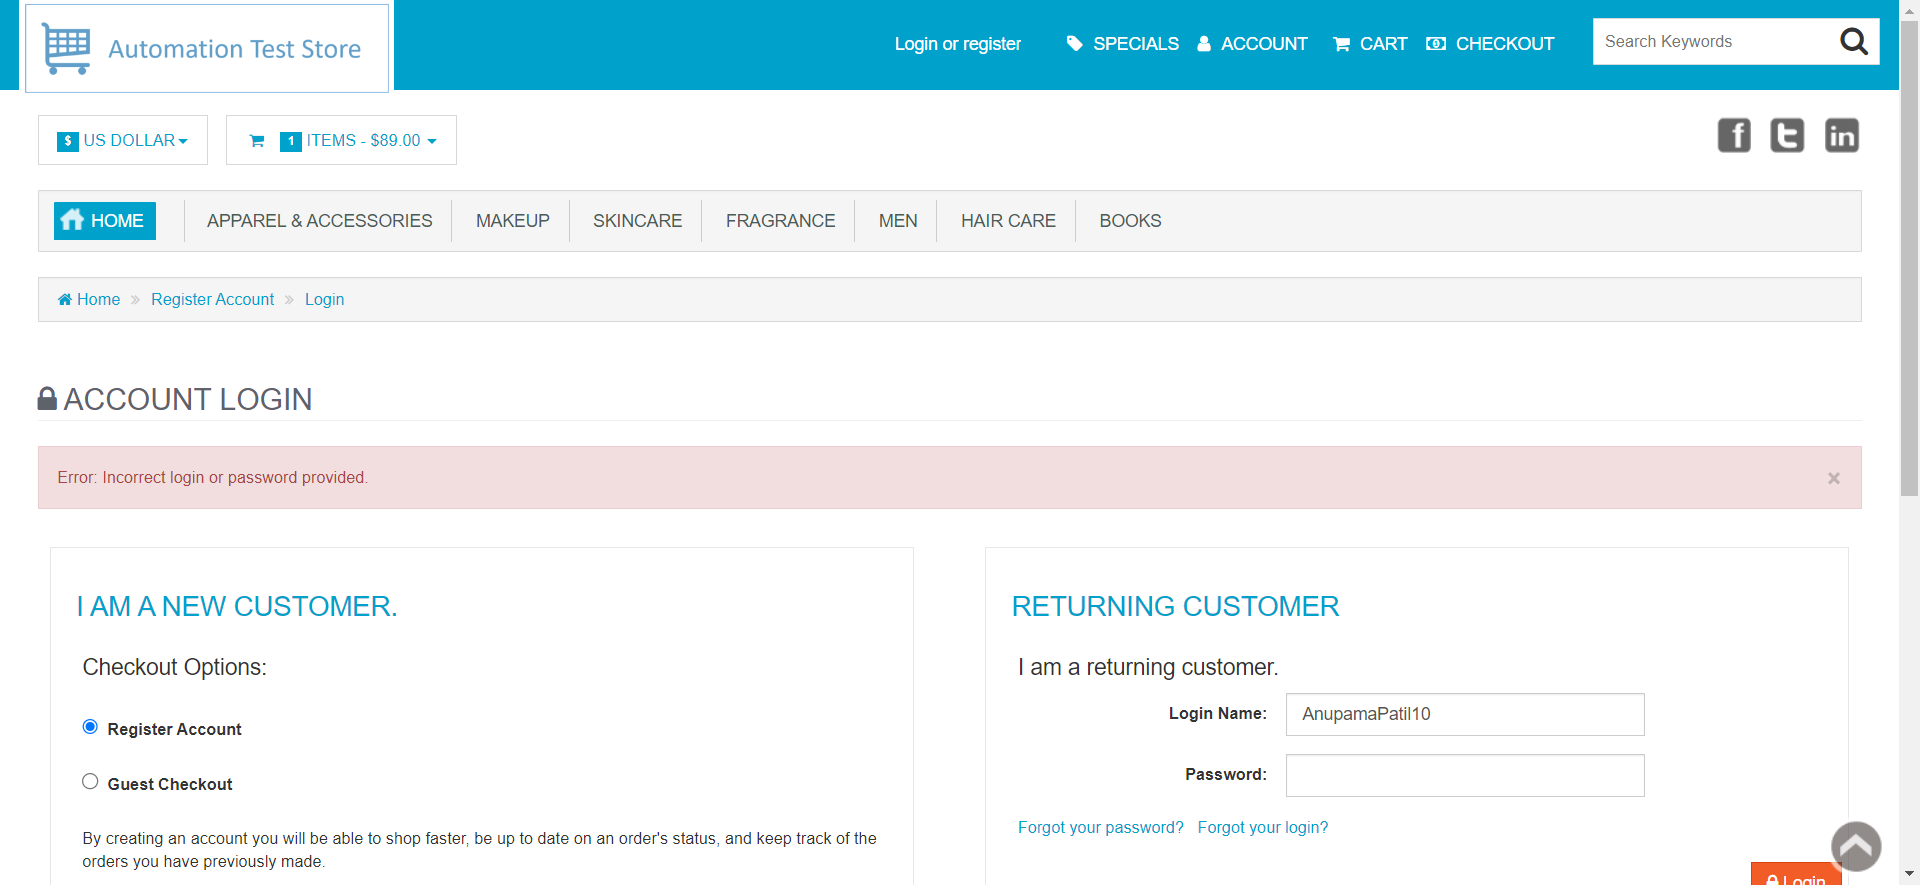 Automation Test Store
Login or register
SPECIALS
ACCOUNT
CART
CHECKOUT
Search Keywords
$ US DOLLAR
1 ITEMS - $89.00
HOME
APPAREL & ACCESSORIES
MAKEUP
SKINCARE
FRAGRANCE
MEN
HAIR CARE
BOOKS
Home » Register Account » Login
ACCOUNT LOGIN
Error: Incorrect login or password provided.
×
I AM A NEW CUSTOMER.
Checkout Options:
Register Account
Guest Checkout
By creating an account you will be able to shop faster, be up to date on an order's status, and keep track of the
orders you have previously made.
RETURNING CUSTOMER
I am a returning customer.
Login Name: AnupamaPatil10
Password:
Forgot your password? Forgot your login?
Login